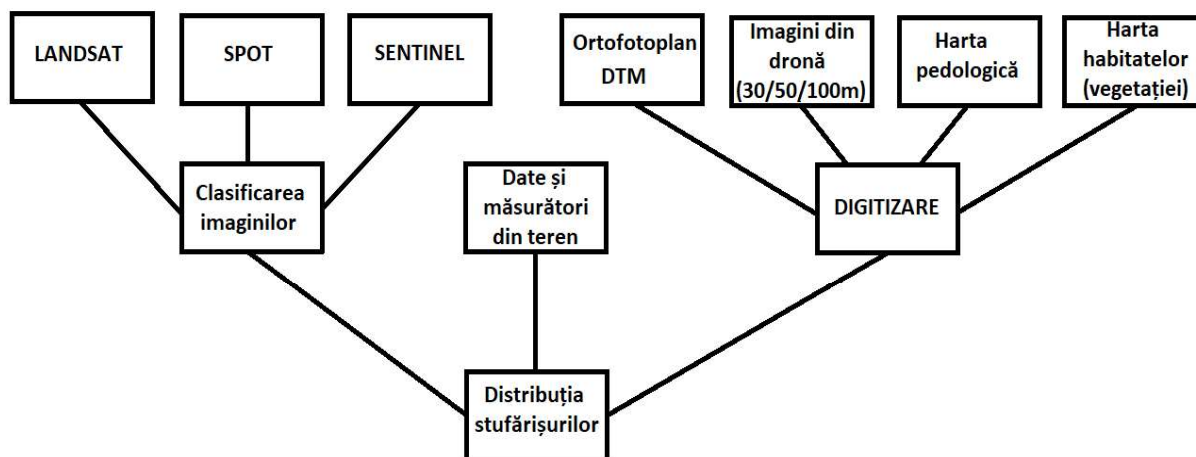 LANDSAT
SPOT
SENTINEL
Ortofotoplan
DTM
Imagini din
dronă
(30/50/100m)
Harta
pedologică
Harta
habitatelor
(vegetației)
Clasificarea
imaginilor
Date și
măsurători
din teren
DIGITIZARE
Distribuția
stufărișurilor